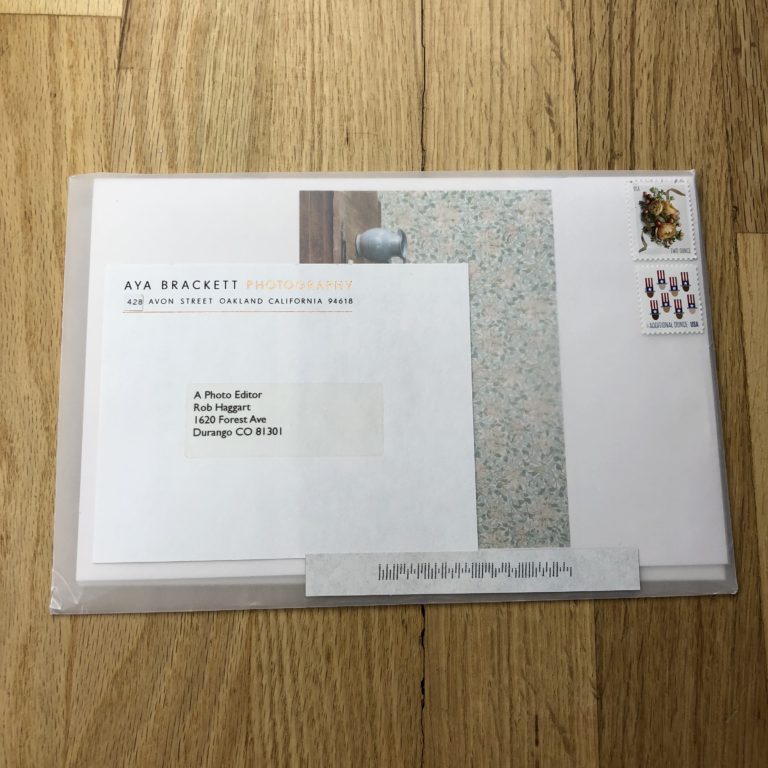 USA
TWO OUNCE
ADDITIONAL OUNCE USA
AYA BRACKETT PHOTOGRAPHY
428 AVON STREET OAKLAND CALIFORNIA 94618
A Photo Editor
Rob Haggart
1620 Forest Ave
Durango CO 81301